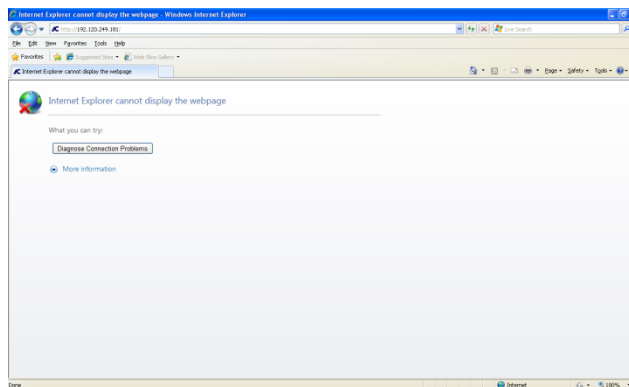 Internet Explorer cannot display the webpage - Windows Internet Explorer
http://192.120.249.181/
Live Search
File Edit View Favorites Tools Help
Favorites Suggested Sites Web Slice Gallery
Internet Explorer cannot display the webpage
Page Safety Tools
Internet Explorer cannot display the webpage
What you can try:
Diagnose Connection Problems
More information
Done
Internet
100%